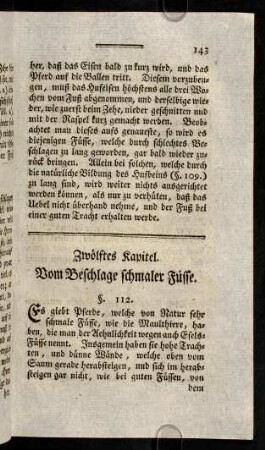 143
her, daß das Eisen bald zu kurz wird, und das
Pferd auf die Ballen tritt. Diesem vorzubeu-
gen, muß das Hufeisen höchstens alle drei Wo-
chen vom Fuß abgenommen, und derselbige wie-
der, wie zuerst beim Zehe, nieder geschnitten und
mit der Raspel kurz gemacht werden. Beob-
achtet man dieses aufs genaueste, so wird es
diejenigen Füsse, welche durch schlechtes Be-
schlagen zu lang geworden, gar bald wieder zu-
rück bringen. Allein bei solchen, welche durch
die natürliche Bildung des Hufbeins (§. 109.)
zu lang sind, wird weiter nichts ausgerichtet
werden können, als nur zu verhüten, daß das
Uebel nicht überhand nehme, und der Fuß bei
einer guten Tracht erhalten werde.
Zwölftes Kapitel.
Vom Beschlage schmaler Füsse.
§. 112.
Es giebt Pferde, welche von Natur sehr
schmale Füsse, wie die Maulthiere, ha-
ben, die man der Aehnlichkeit wegen auch Esels-
Füsse nennt. Insgemein haben sie hohe Trach-
ten, und dünne Wände, welche oben vom
Saum gerade herabsteigen, und sich im herab-
steigen gar nicht, wie bei guten Füssen, von
dem